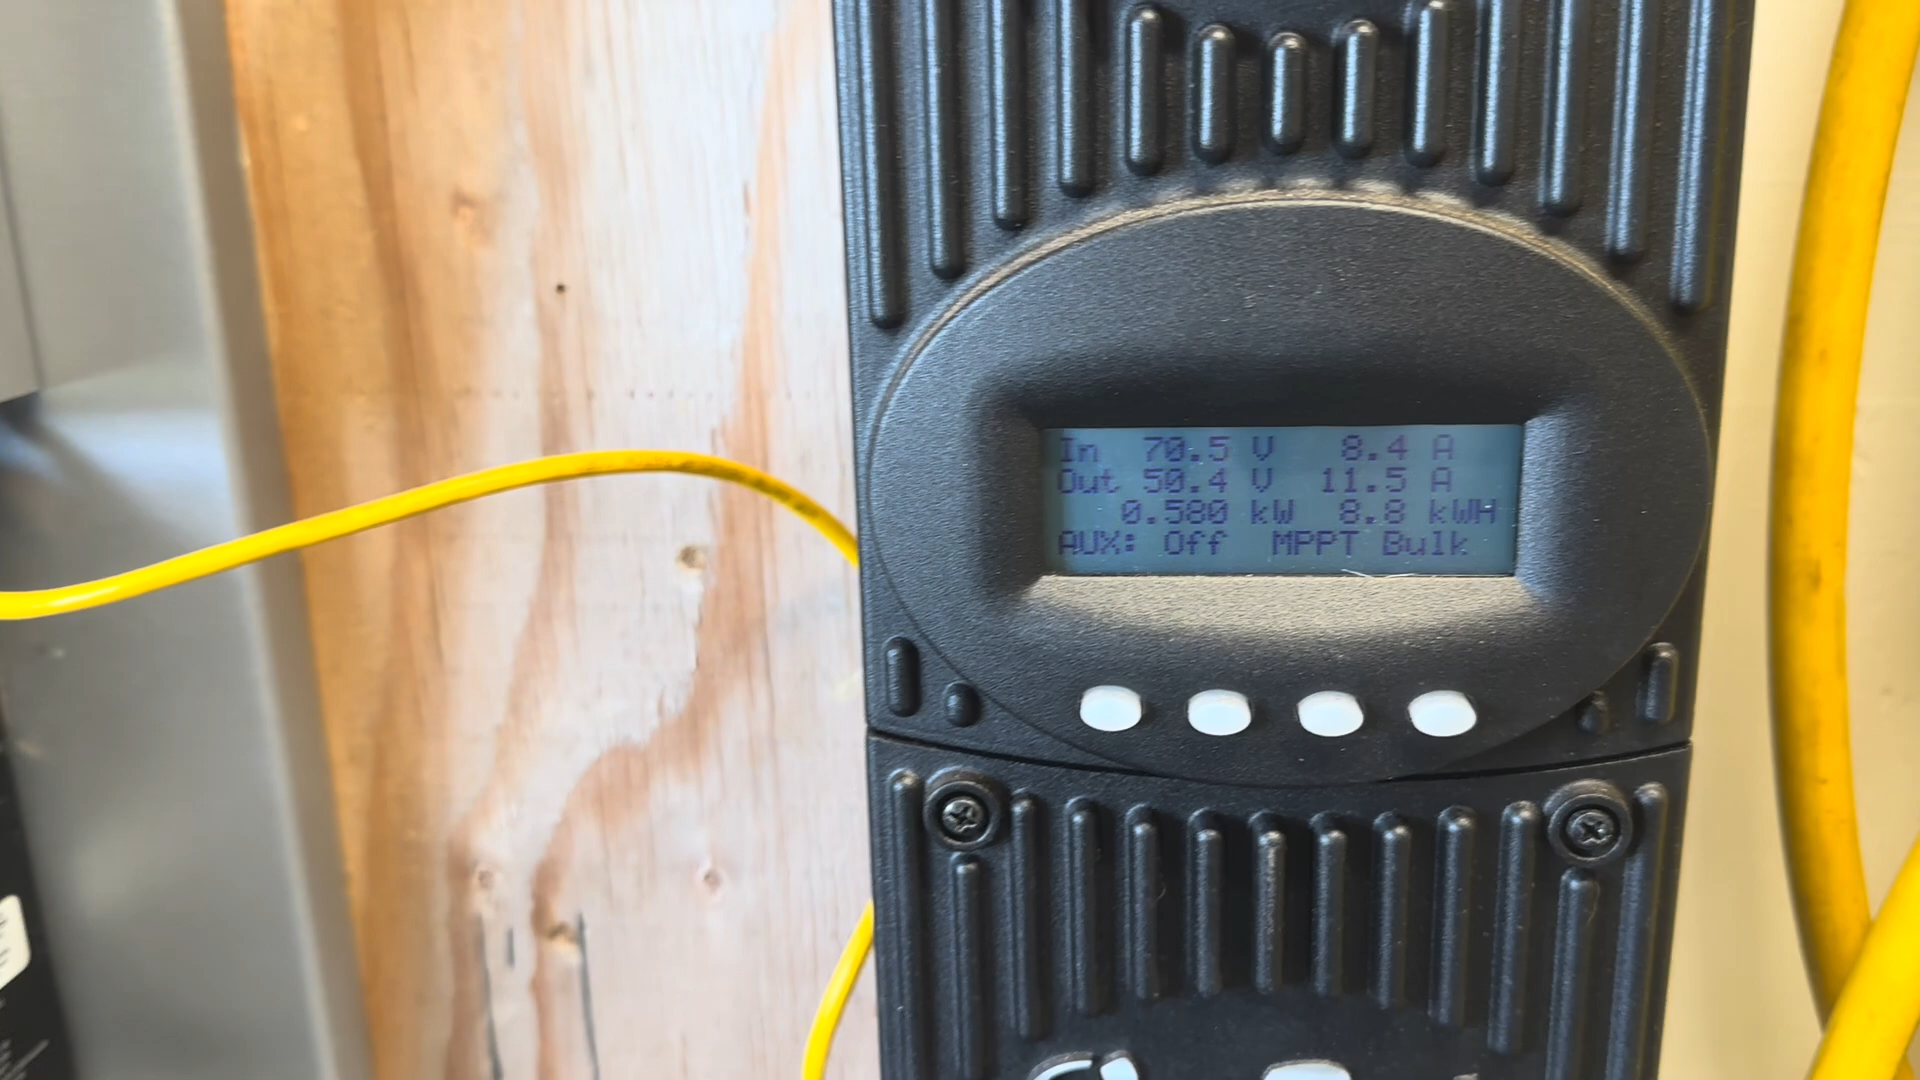 In 70.5 V 8.4 A
Out 50.4 V 11.5 A
0.580 kW 8.8 kWH
AUX: Off MPPT Bulk